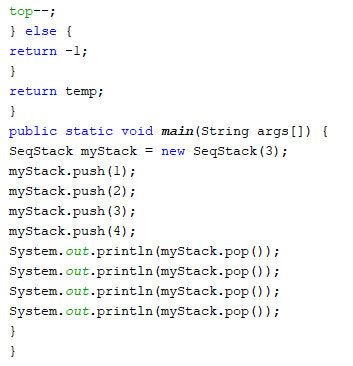 top--;
} else {
return -1;
}
return temp;
}
public static void main(String args[]) {
SeqStack myStack = new SeqStack(3);
myStack.push(1);
myStack.push(2);
myStack.push(3);
myStack.push(4);
System.out.println(myStack.pop());
System.out.println(myStack.pop());
System.out.println(myStack.pop());
System.out.println(myStack.pop());
}
}